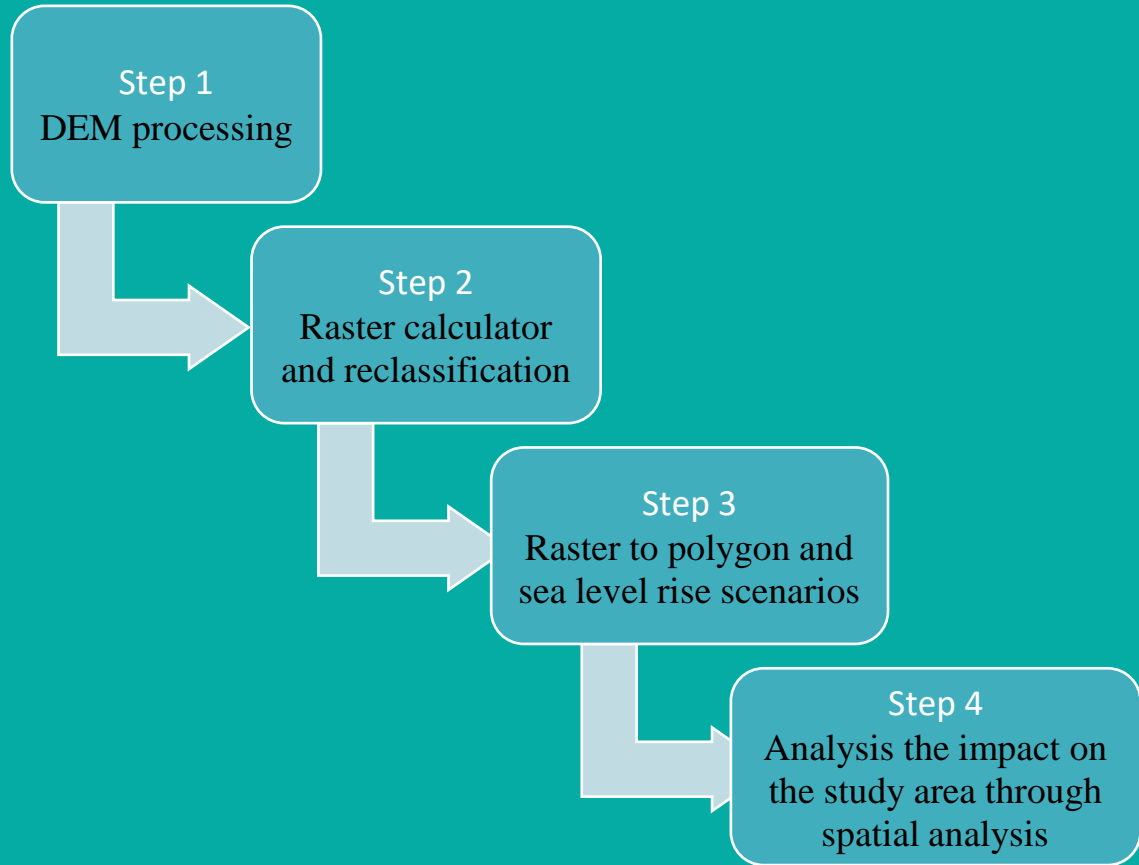 Step 1
DEM processing
Step 2
Raster calculator
and reclassification
Step 3
Raster to polygon and
sea level rise scenarios
Step 4
Analysis the impact on
the study area through
spatial analysis